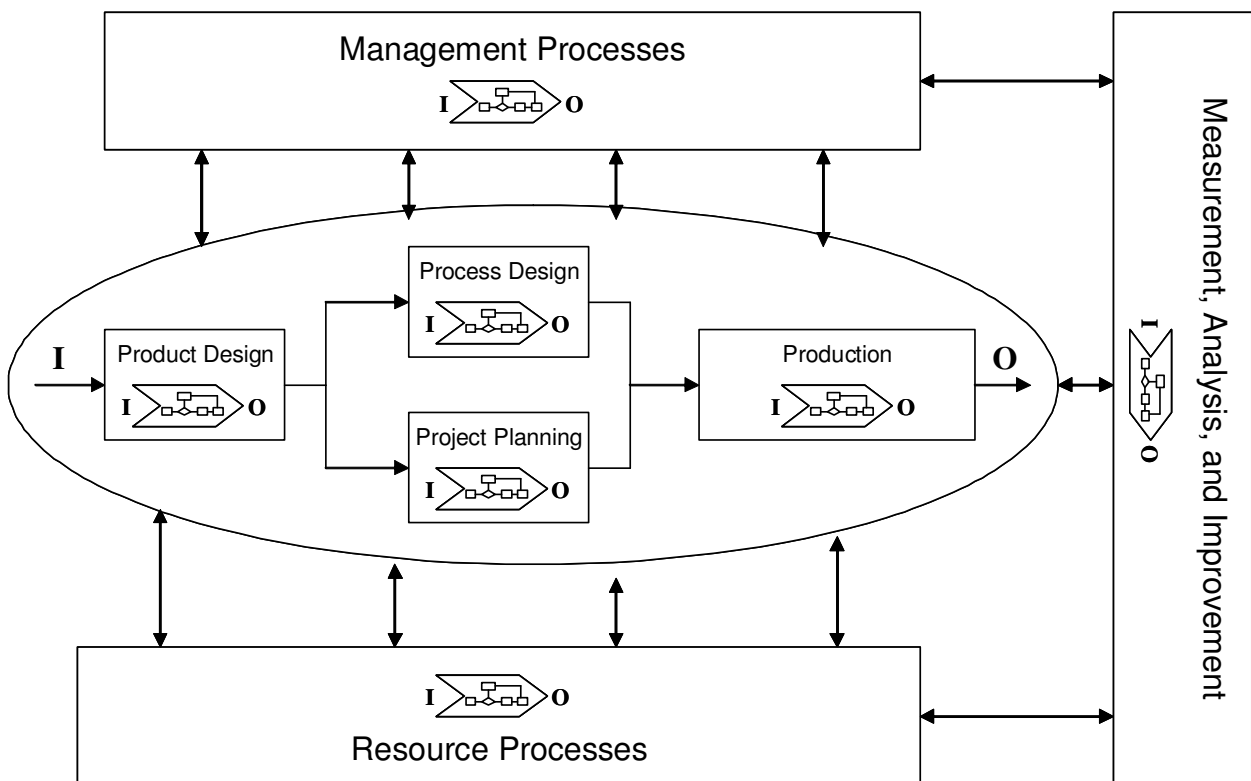 Management Processes
I O
Process Design
I O
I
Product Design
I O
Project Planning
I O
Production
I O
O
I O
Resource Processes
Measurement, Analysis, and Improvement
I O